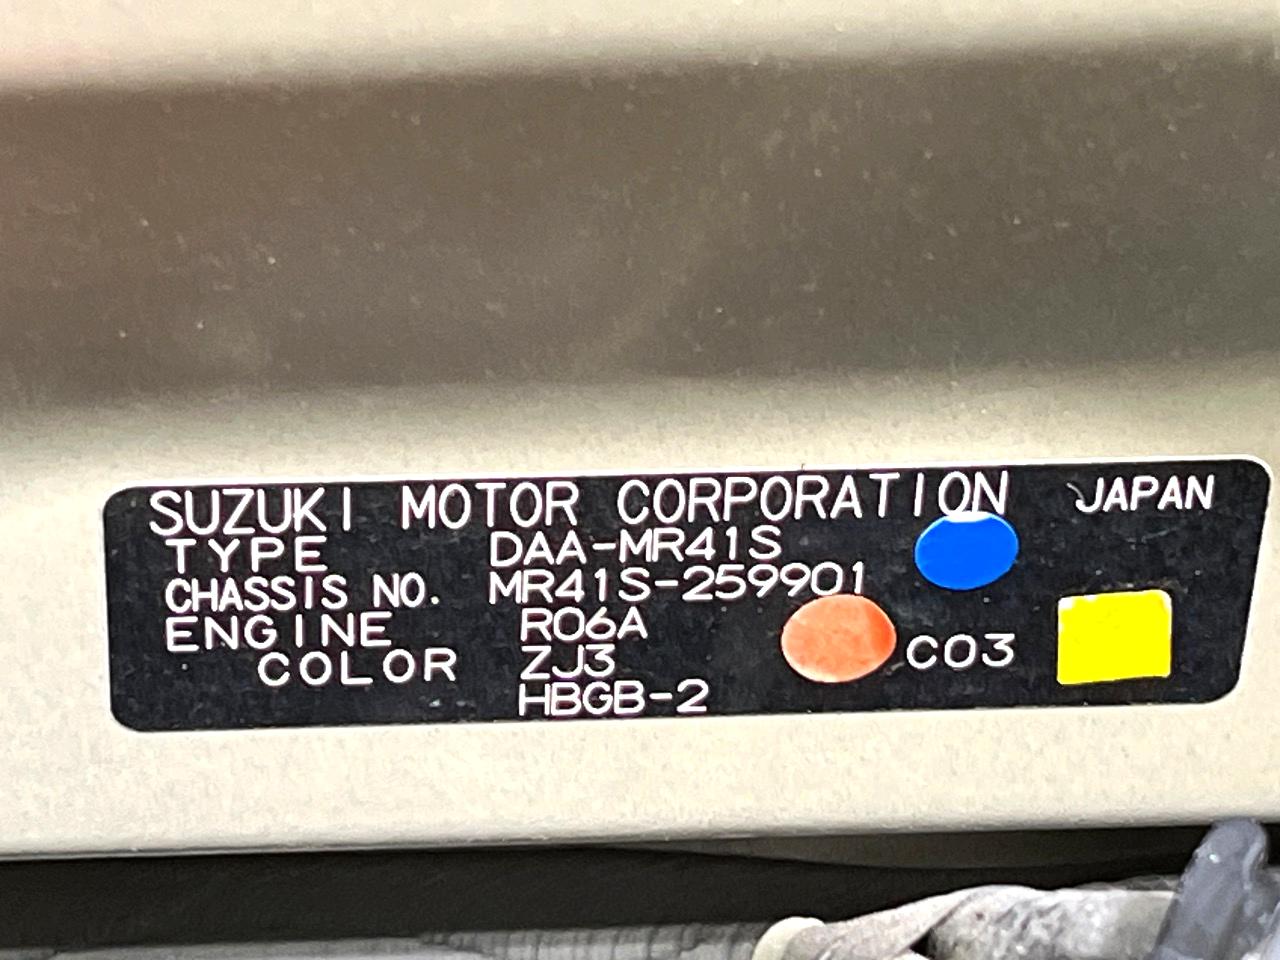 SUZUKI MOTOR CORPORATION JAPAN
TYPE DAA-MR41S
CHASSIS NO. MR41S-259901
ENGINE R06A
COLOR ZJ3 C03
HBGB-2